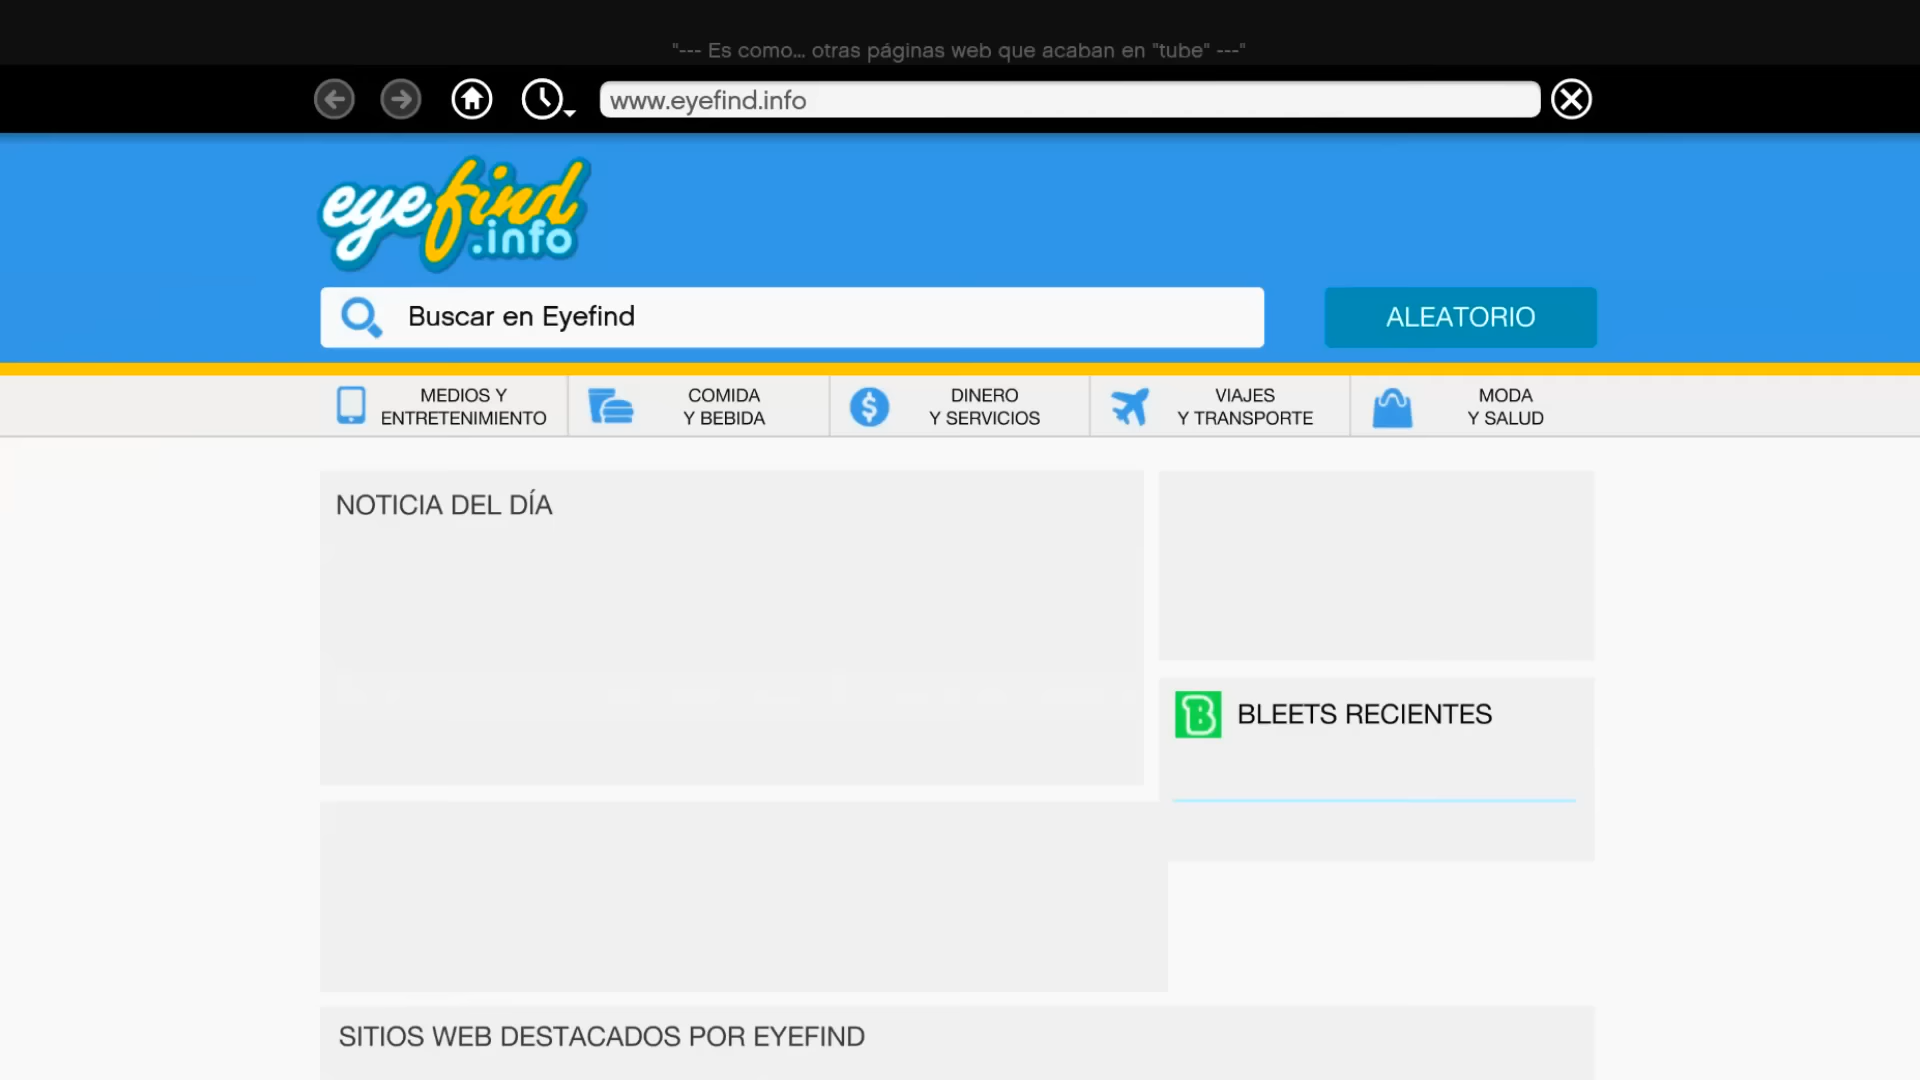 "--- Es como... otras páginas web que acaban en "tube" ---"
www.eyefind.info
eyefind
.info
Buscar en Eyefind
ALEATORIO
MEDIOS Y
ENTRETENIMIENTO
COMIDA
Y BEBIDA
DINERO
Y SERVICIOS
VIAJES
Y TRANSPORTE
MODA
Y SALUD
NOTICIA DEL DÍA
B
BLEETS RECIENTES
SITIOS WEB DESTACADOS POR EYEFIND